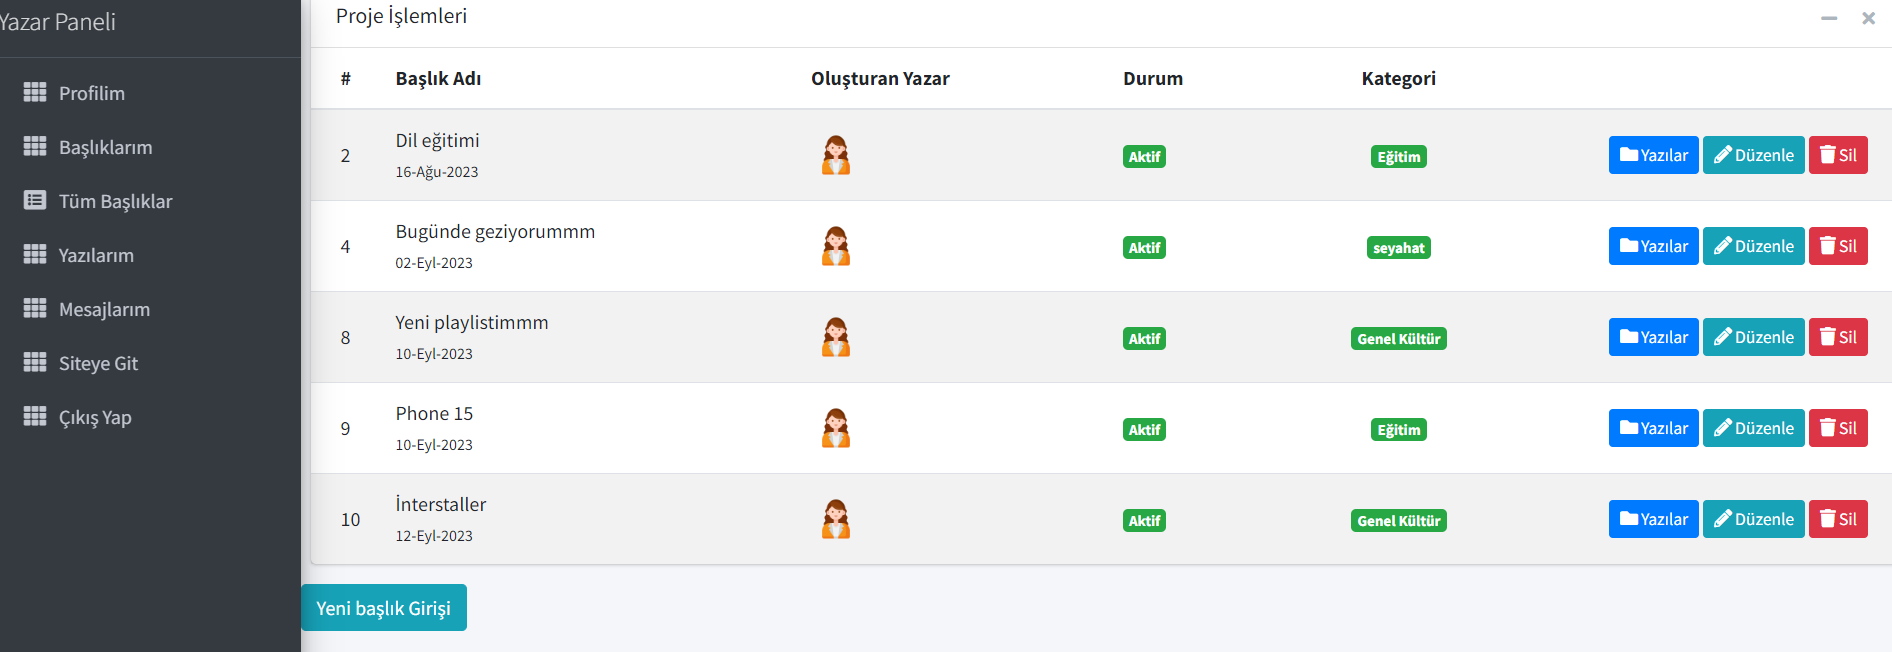 Yazar Paneli
Profilim
Başlıklarım
Tüm Başlıklar
Yazılarım
Mesajlarım
Siteye Git
Çıkış Yap
Proje İşlemleri
# Başlık Adı Oluşturan Yazar Durum Kategori
2 Dil eğitimi Aktif Eğitim Yazılar Düzenle Sil
16-Ağu-2023
4 Bugünde geziyorummm Aktif seyahat Yazılar Düzenle Sil
02-Eyl-2023
8 Yeni playlistimmm Aktif Genel Kültür Yazılar Düzenle Sil
10-Eyl-2023
9 Phone 15 Aktif Eğitim Yazılar Düzenle Sil
10-Eyl-2023
10 İnterstaller Aktif Genel Kültür Yazılar Düzenle Sil
12-Eyl-2023
Yeni başlık Girişi